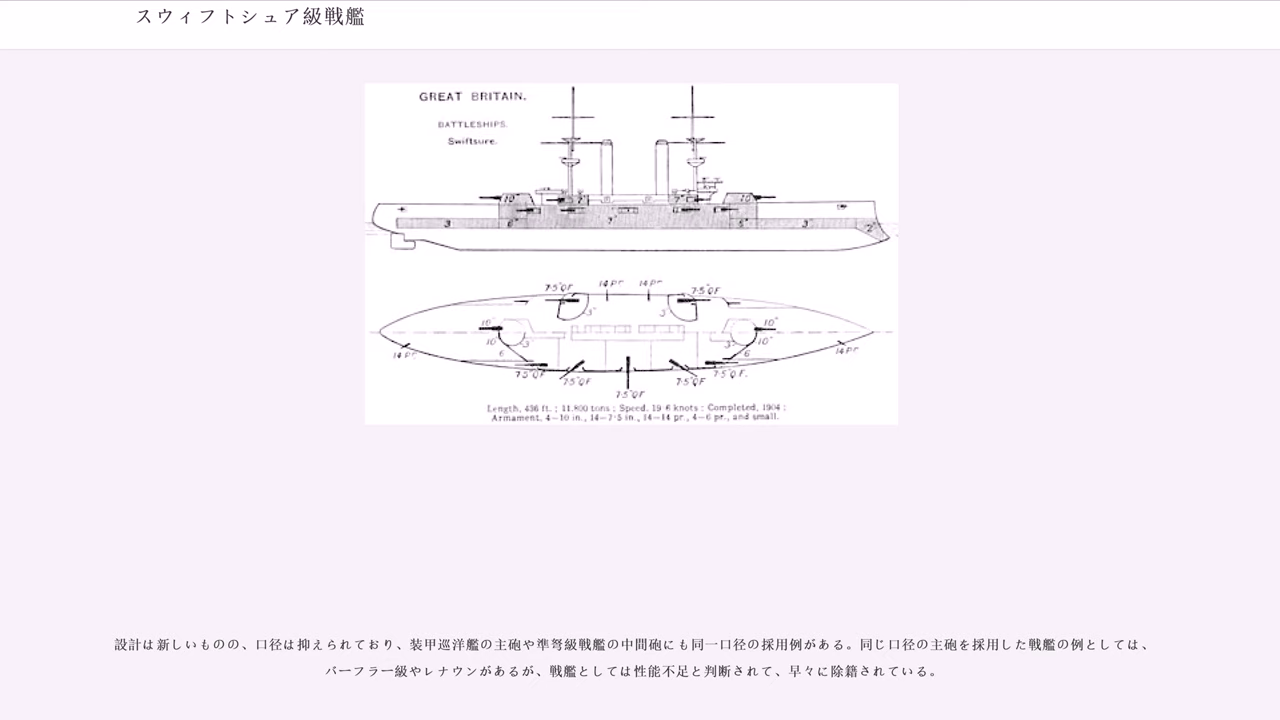 スウィフトシュア級戦艦
GREAT BRITAIN.
BATTLESHIPS.
Swiftsure.
10" 7" 7" 10"
3 6" 7" 5" 3" 2"
7·5"QF 14 Pr 14 Pr 7·5"QF
3" 3"
10" 10"
10" 3" 3" 10"
14 Pr 6 6 14 Pr
7·5"QF 7·5"QF 7·5"QF 7·5"QF.
7·5"QF
Length, 436 ft. ; 11.800 tons ; Speed. 19·6 knots ; Completed, 1904 ;
Armament, 4—10 in., 14—7·5 in., 14—14 pr., 4—6 pr., and small.
設計は新しいものの、口径は抑えられており、装甲巡洋艦の主砲や準弩級戦艦の中間砲にも同一口径の採用例がある。同じ口径の主砲を採用した戦艦の例としては、
バーフラー級やレナウンがあるが、戦艦としては性能不足と判断されて、早々に除籍されている。